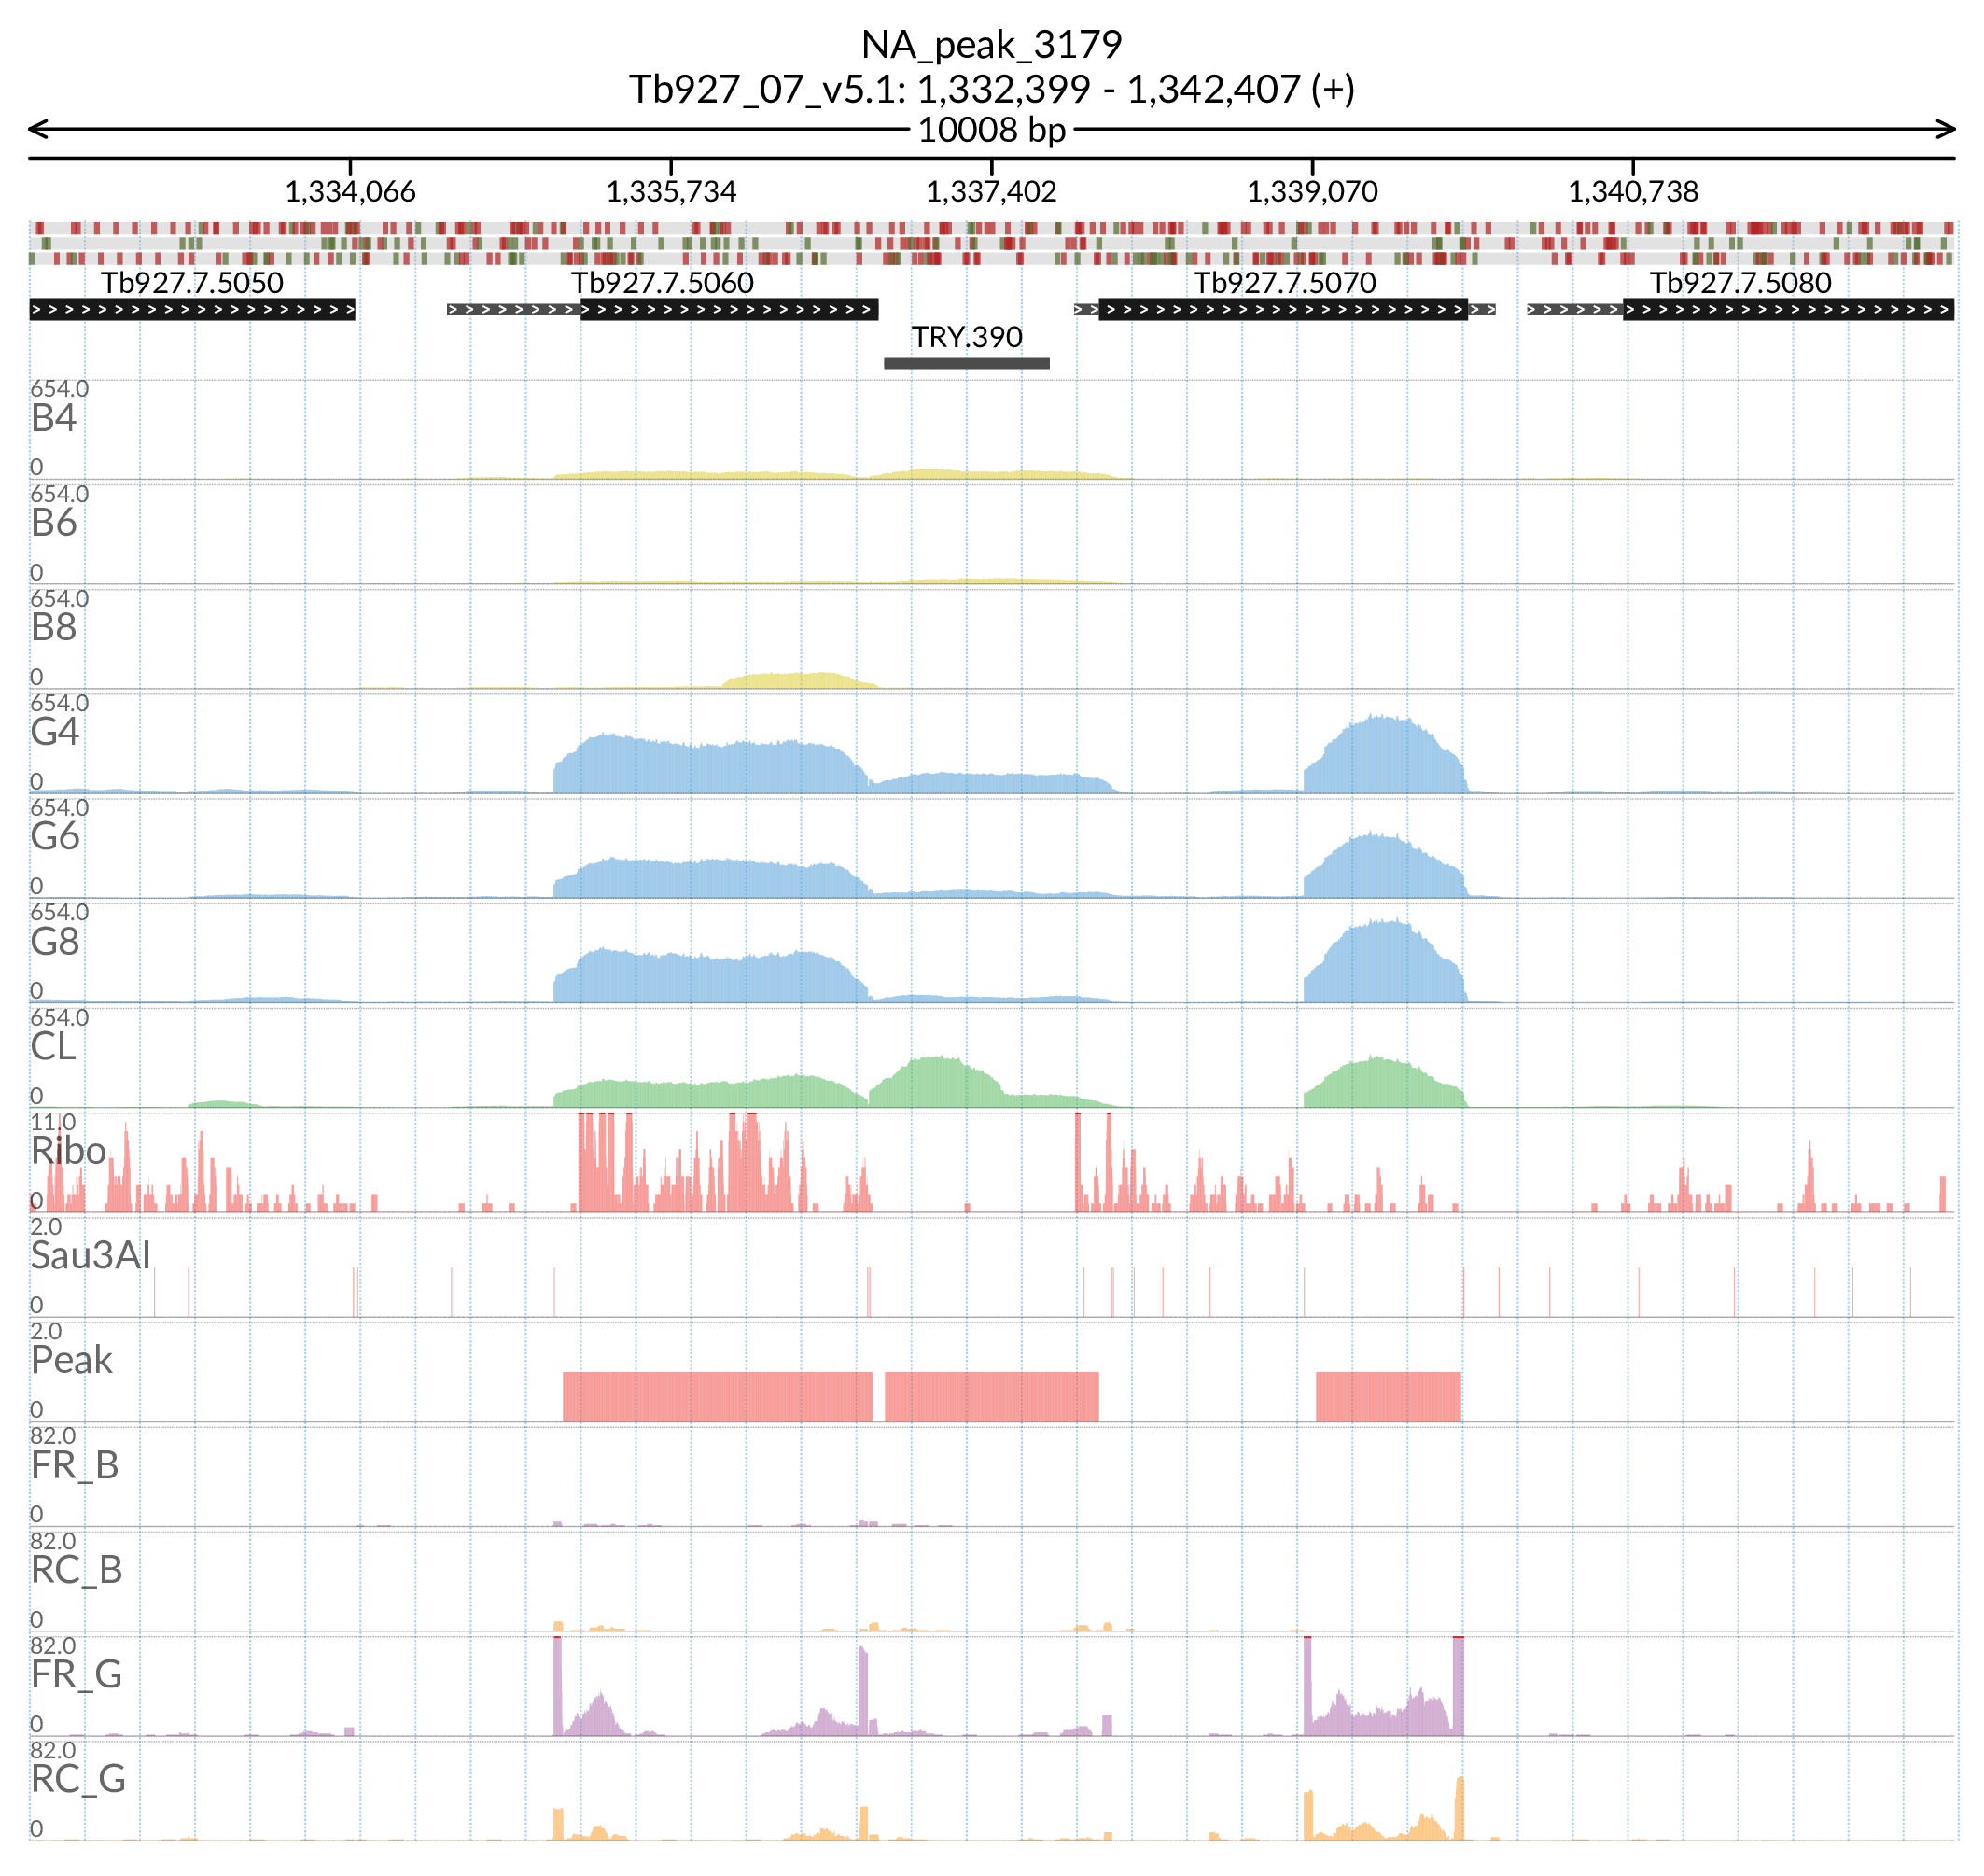 NA_peak_3179
Tb927_07_v5.1: 1,332,399 - 1,342,407 (+)
10008 bp
1,334,066 1,335,734 1,337,402 1,339,070 1,340,738
Tb927.7.5050 Tb927.7.5060 Tb927.7.5070 Tb927.7.5080
TRY.390
654.0
B4
0
654.0
B6
0
654.0
B8
0
654.0
G4
0
654.0
G6
0
654.0
G8
0
654.0
CL
0
11.0
Ribo
0
2.0
Sau3AI
0
2.0
Peak
0
82.0
FR_B
0
82.0
RC_B
0
82.0
FR_G
0
82.0
RC_G
0